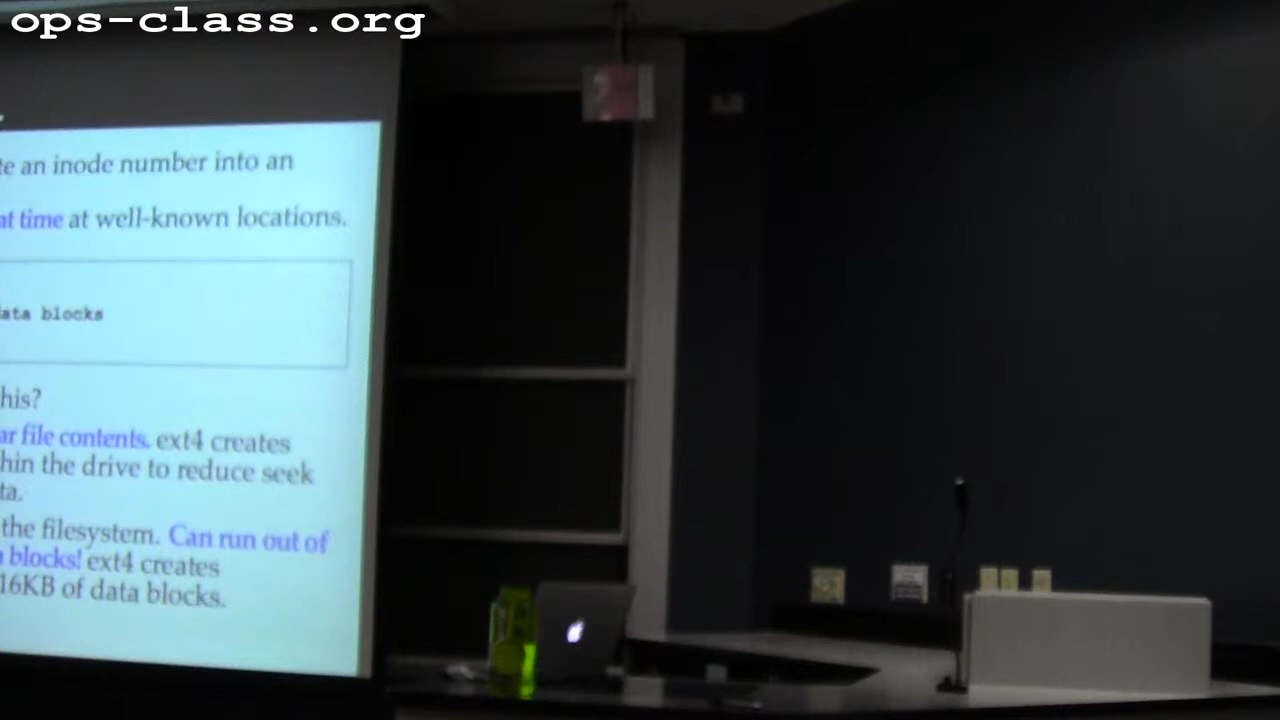 ops-class.org
te an inode number into an
at time at well-known locations.
ata blocks
his?
ar file contents. ext4 creates
hin the drive to reduce seek
ta.
the filesystem. Can run out of
blocks! ext4 creates
16KB of data blocks.